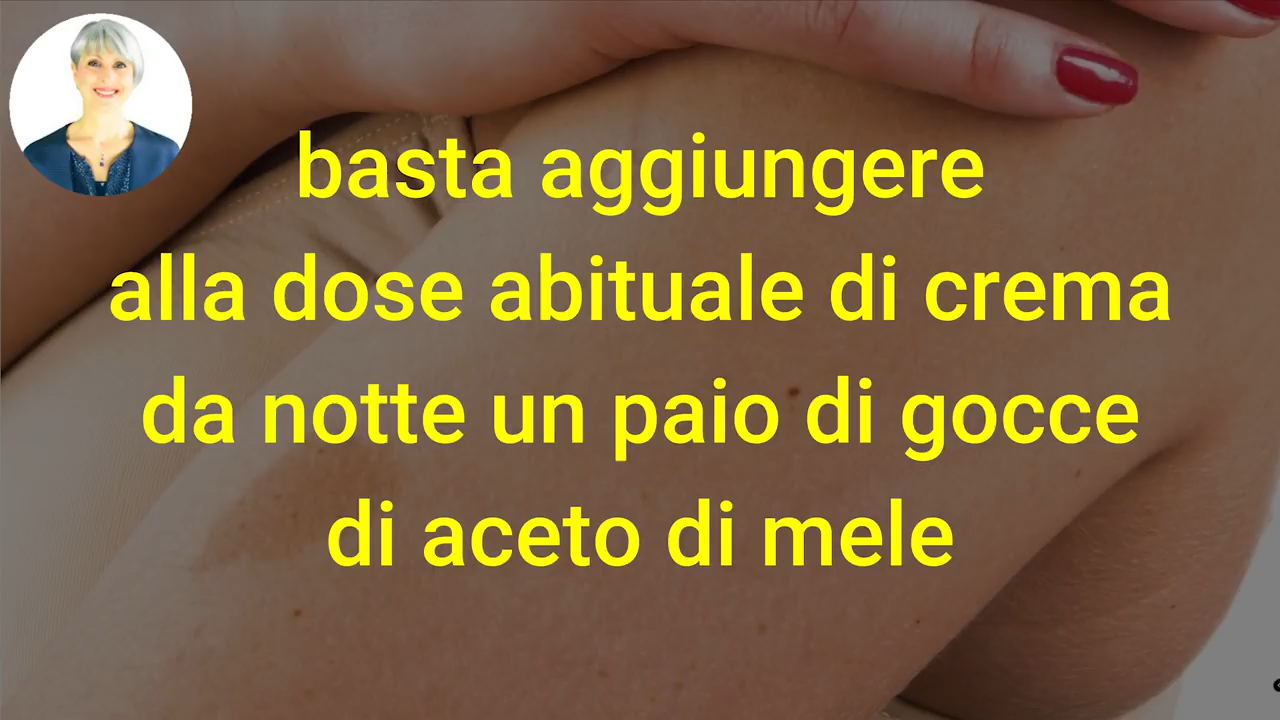 basta aggiungere
alla dose abituale di crema
da notte un paio di gocce
di aceto di mele